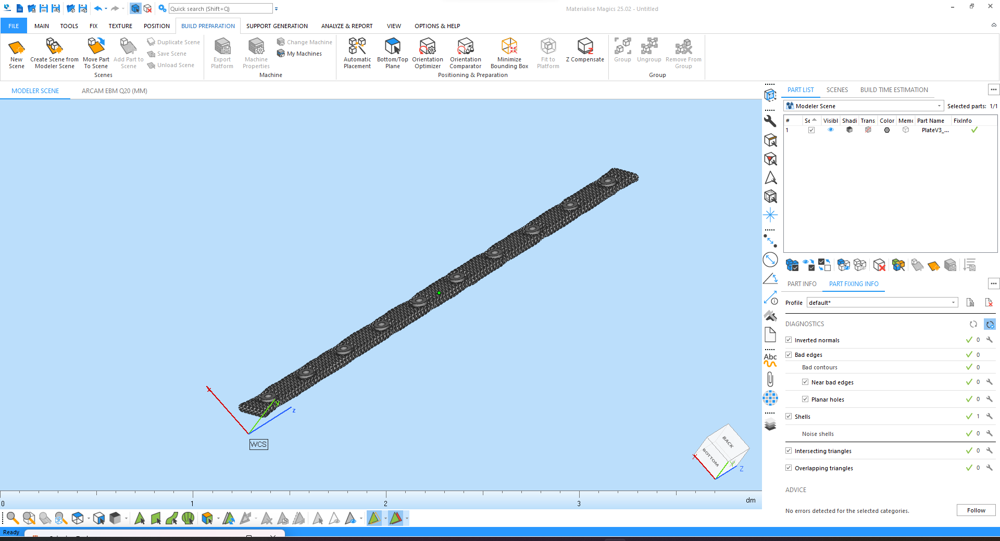 Quick search (Shift+Q)
Materialise Magics 25.02 - Untitled
FILE MAIN TOOLS FIX TEXTURE POSITION BUILD PREPARATION SUPPORT GENERATION ANALYZE & REPORT VIEW OPTIONS & HELP
New Scene
Create Scene from Modeler Scene
Move Part To Scene
Add Part to Scene
Duplicate Scene
Save Scene
Unload Scene
Scenes
Export Platform
Machine Properties
Change Machine
My Machines
Machine
Automatic Placement
Bottom/Top Plane
Orientation Optimizer
Orientation Comparator
Minimize Bounding Box
Fit to Platform
Z Compensate
Positioning & Preparation
Group
Ungroup
Remove From Group
Group
MODELER SCENE ARCAM EBM Q20 (MM)
PART LIST SCENES BUILD TIME ESTIMATION
Modeler Scene
Selected parts: 1/1
# Se Visibl Shadi Trans Color Memo Part Name FixInfo
1 PlateV3_...
PART INFO PART FIXING INFO
Profile default*
DIAGNOSTICS
Inverted normals 0
Bad edges 0
Bad contours 0
Near bad edges 0
Planar holes 0
Shells 1
Noise shells 0
Intersecting triangles 0
Overlapping triangles 0
ADVICE
No errors detected for the selected categories.
Follow
Abc
X
Y
z
WCS
BACK
BOTTOM
X
Y
Z
0 1 2 3 dm
Ready